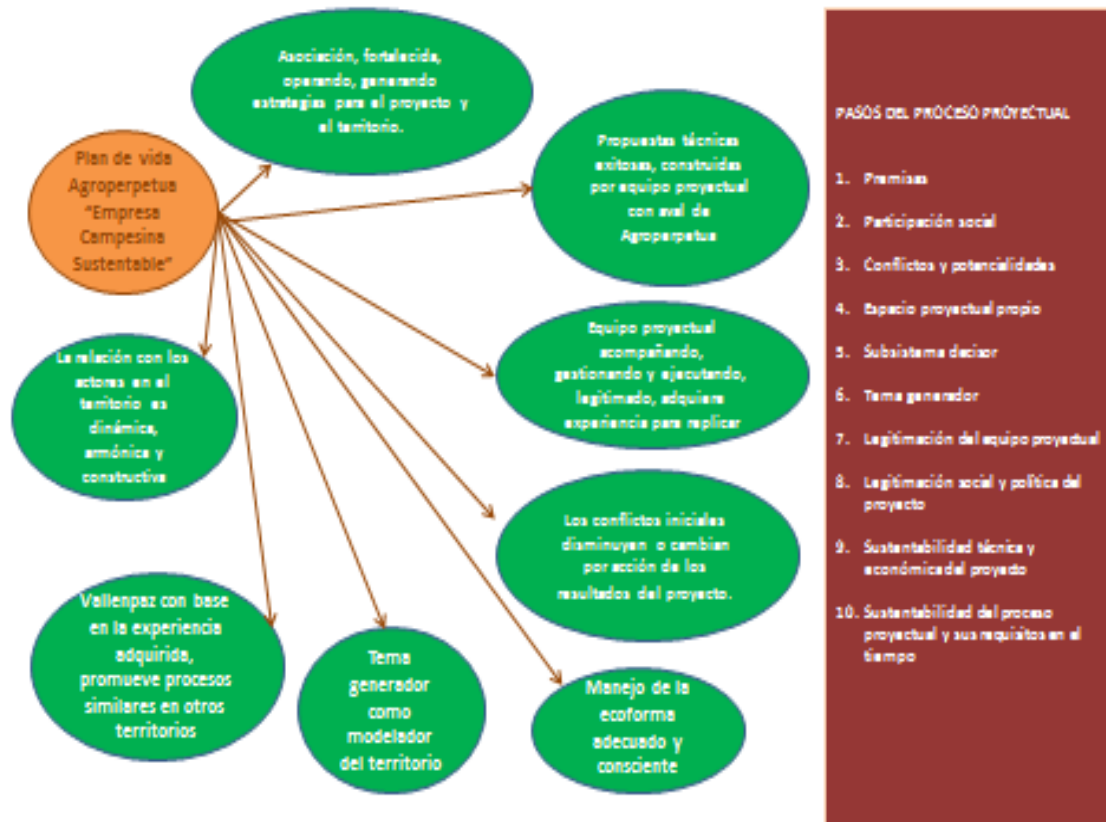 Asociación, fortalecida,
operando, generando
estrategias para el proyecto y
el territorio.
Plan de vida
Agroperpetua
"Empresa
Campesina
Sustentable"
Propuestas técnicas
exitosas, construidas
por equipo proyectual
con aval de
Agroperpetua
La relación con los
actores en el
territorio es
dinámica,
armónica y
constructiva
Equipo proyectual
acompañando,
gestionando y ejecutando,
legitimado, adquiere
experiencia para replicar
Los conflictos iniciales
disminuyen o cambian
por acción de los
resultados del proyecto.
Vallenpaz con base
en la experiencia
adquirida,
promueve procesos
similares en otros
territorios
Tema
generador
como
modelador
del territorio
Manejo de la
ecoforma
adecuado y
consciente
PASOS DEL PROCESO PROYECTUAL
1. Premisas
2. Participación social
3. Conflictos y potencialidades
4. Espacio proyectual propio
5. Subsistema decisor
6. Tema generador
7. Legitimación del equipo proyectual
8. Legitimación social y política del
proyecto
9. Sustentabilidad técnica y
económica del proyecto
10. Sustentabilidad del proceso
proyectual y sus requisitos en el
tiempo